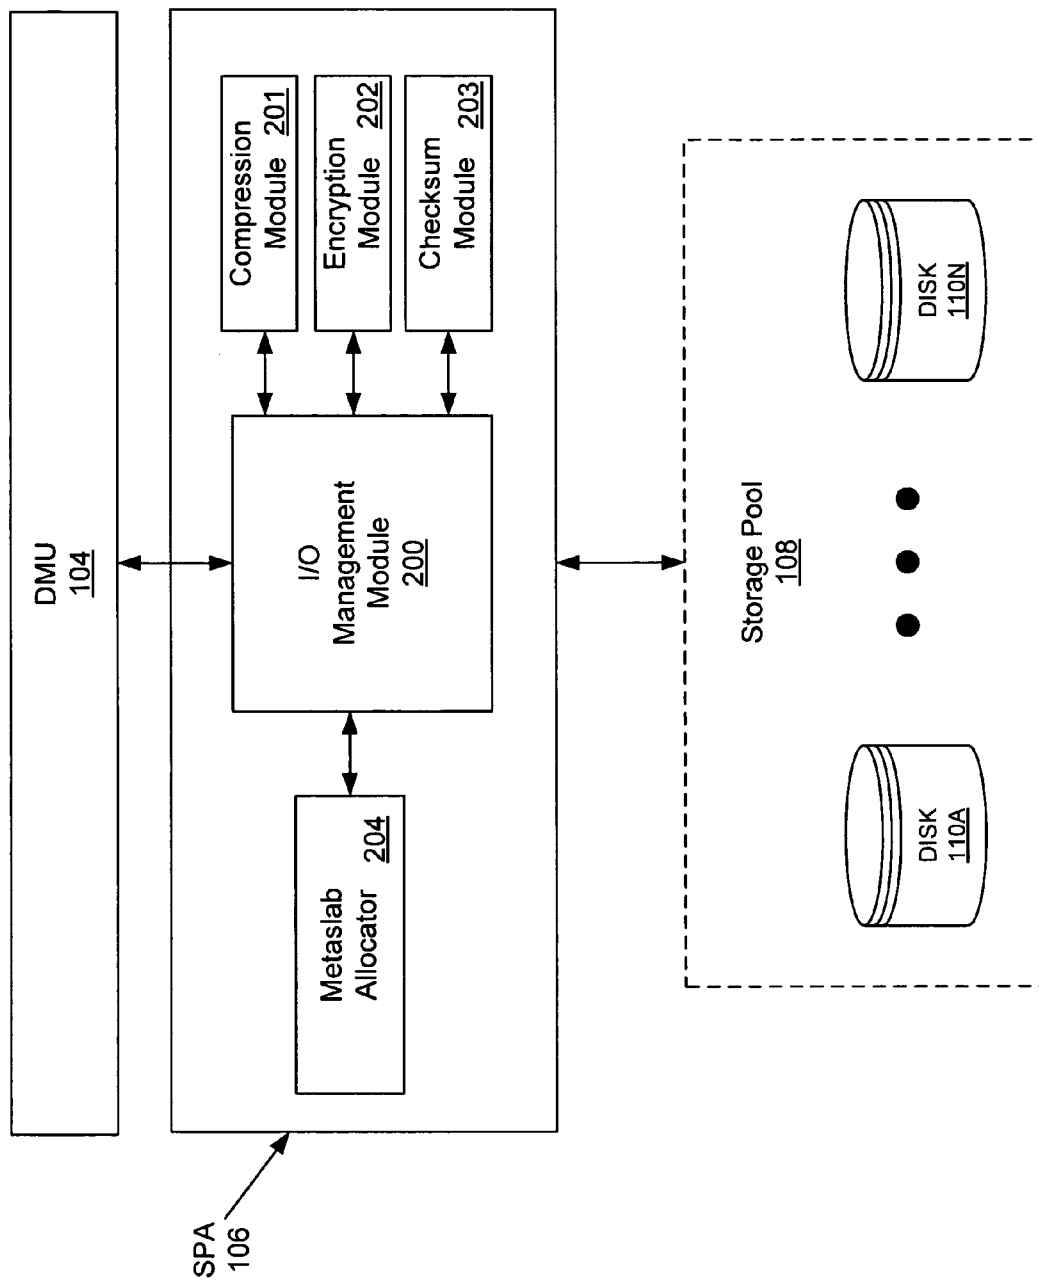 DMU
104
SPA
106
Metaslab
Allocator 204
I/O
Management
Module
200
Compression
Module 201
Encryption
Module 202
Checksum
Module 203
Storage Pool
108
DISK
110A
DISK
110N